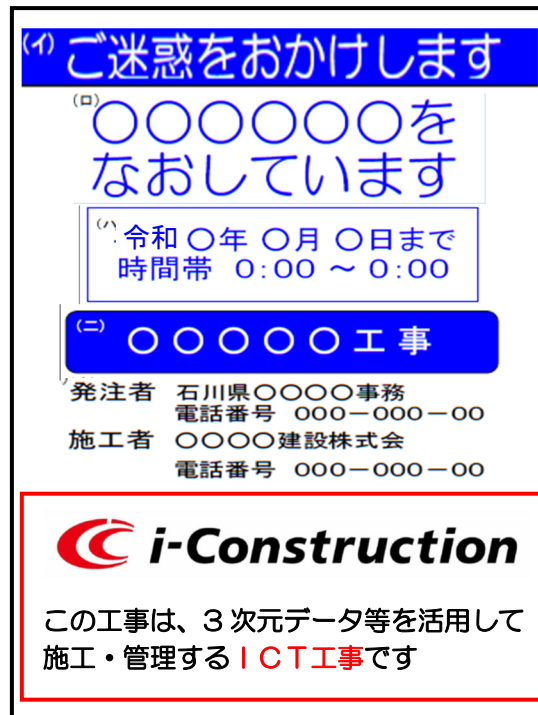 (イ) ご迷惑をおかけします
(ロ) 〇〇〇〇〇〇を
なおしています
(ハ) 令和 〇年 〇月 〇日まで
時間帯 0:00 ～ 0:00
(ニ) 〇〇〇〇〇工事
発注者 石川県〇〇〇〇事務
電話番号 000－000－00
施工者 〇〇〇〇建設株式会
電話番号 000－000－00
i-Construction
この工事は、3次元データ等を活用して
施工・管理するＩＣＴ工事です